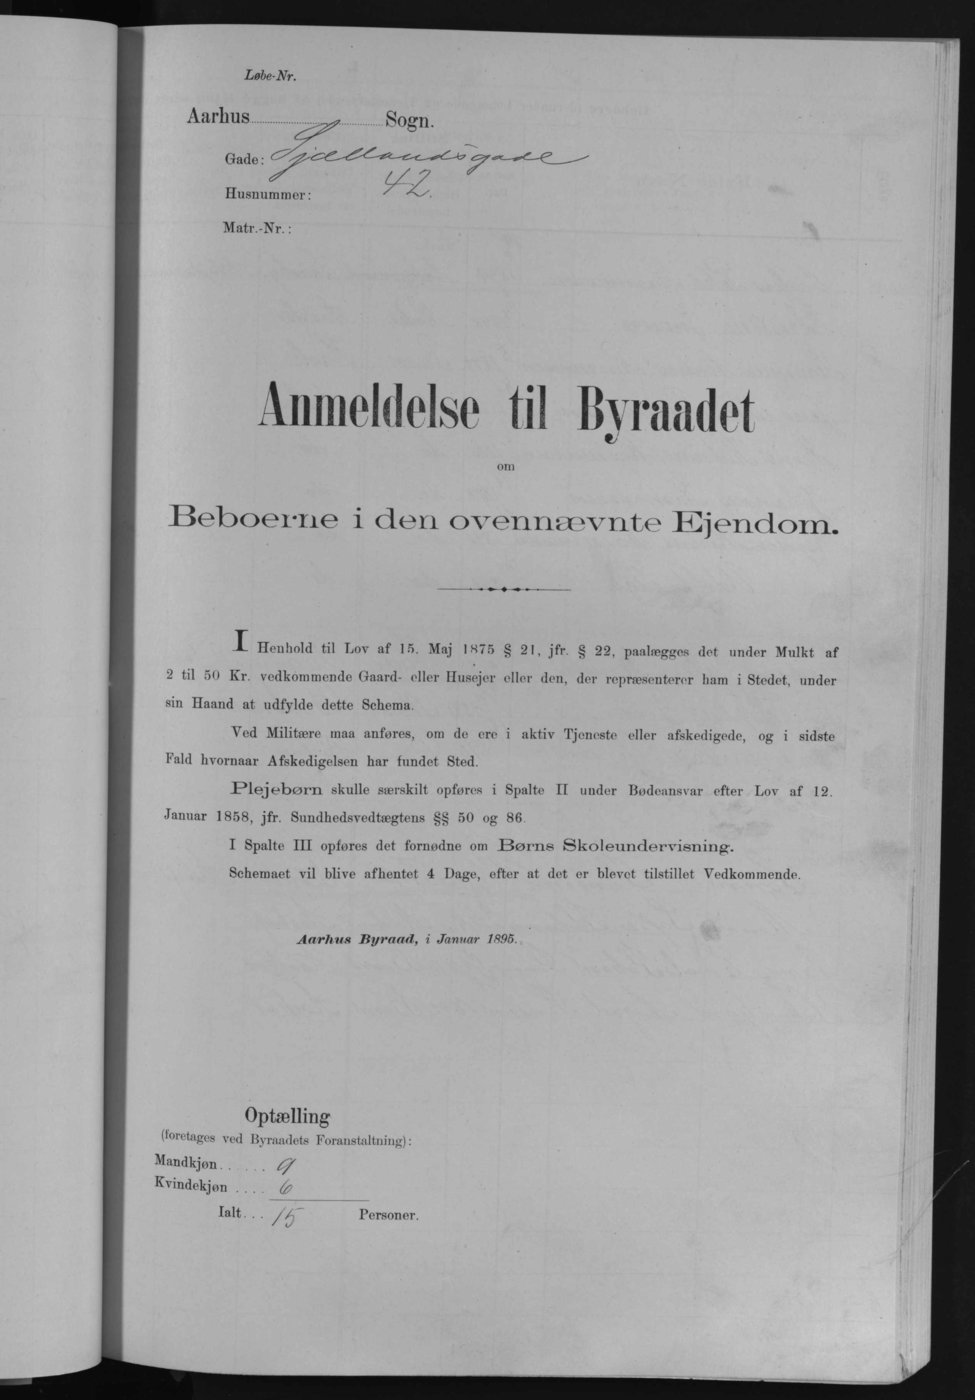 Løbe-Nr.
Aarhus Sogn.
Gade: Sjællandsgade
Husnummer: 42.
Matr.-Nr.:
Anmeldelse til Byraadet
om
Beboerne i den ovennævnte Ejendom.
I Henhold til Lov af 15. Maj 1875 § 21, jfr. § 22, paalægges det under Mulkt af
2 til 50 Kr. vedkommende Gaard- eller Husejer eller den, der repræsenterer ham i Stedet, under
sin Haand at udfylde dette Schema.
Ved Militære maa anføres, om de ere i aktiv Tjeneste eller afskedigede, og i sidste
Fald hvornaar Afskedigelsen har fundet Sted.
Plejebørn skulle særskilt opføres i Spalte II under Bødeansvar efter Lov af 12.
Januar 1858, jfr. Sundhedsvedtægtens §§ 50 og 86.
I Spalte III opføres det fornødne om Børns Skoleundervisning.
Schemaet vil blive afhentet 4 Dage, efter at det er blevet tilstillet Vedkommende.
Aarhus Byraad, i Januar 1895.
Optælling
(foretages ved Byraadets Foranstaltning):
Mandkjøn...... 9
Kvindekjøn .... 6
Ialt... 15 Personer.